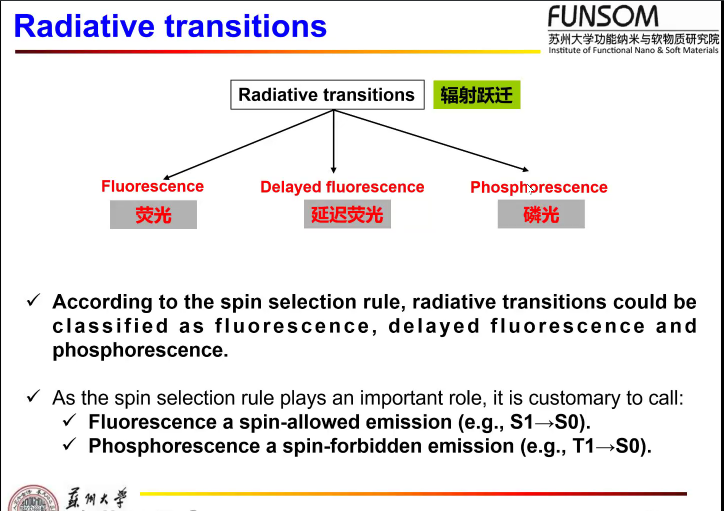 Radiative transitions
FUNSOM
苏州大学功能纳米与软物质研究院
Institute of Functional Nano & Soft Materials
Radiative transitions
辐射跃迁
Fluorescence
Delayed fluorescence
Phosphorescence
荧光
延迟荧光
磷光
✓ According to the spin selection rule, radiative transitions could be
classified as fluorescence, delayed fluorescence and
phosphorescence.
✓ As the spin selection rule plays an important role, it is customary to call:
✓ Fluorescence a spin-allowed emission (e.g., S1→S0).
✓ Phosphorescence a spin-forbidden emission (e.g., T1→S0).
蘇州大學